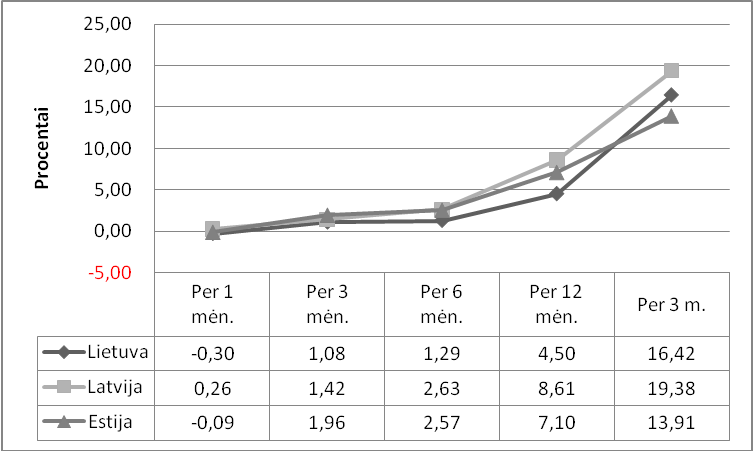 25,00
20,00
15,00
10,00
5,00
0,00
-5,00
Procentai
Per 1 mėn.
Per 3 mėn.
Per 6 mėn.
Per 12 mėn.
Per 3 m.
Lietuva -0,30 1,08 1,29 4,50 16,42
Latvija 0,26 1,42 2,63 8,61 19,38
Estija -0,09 1,96 2,57 7,10 13,91